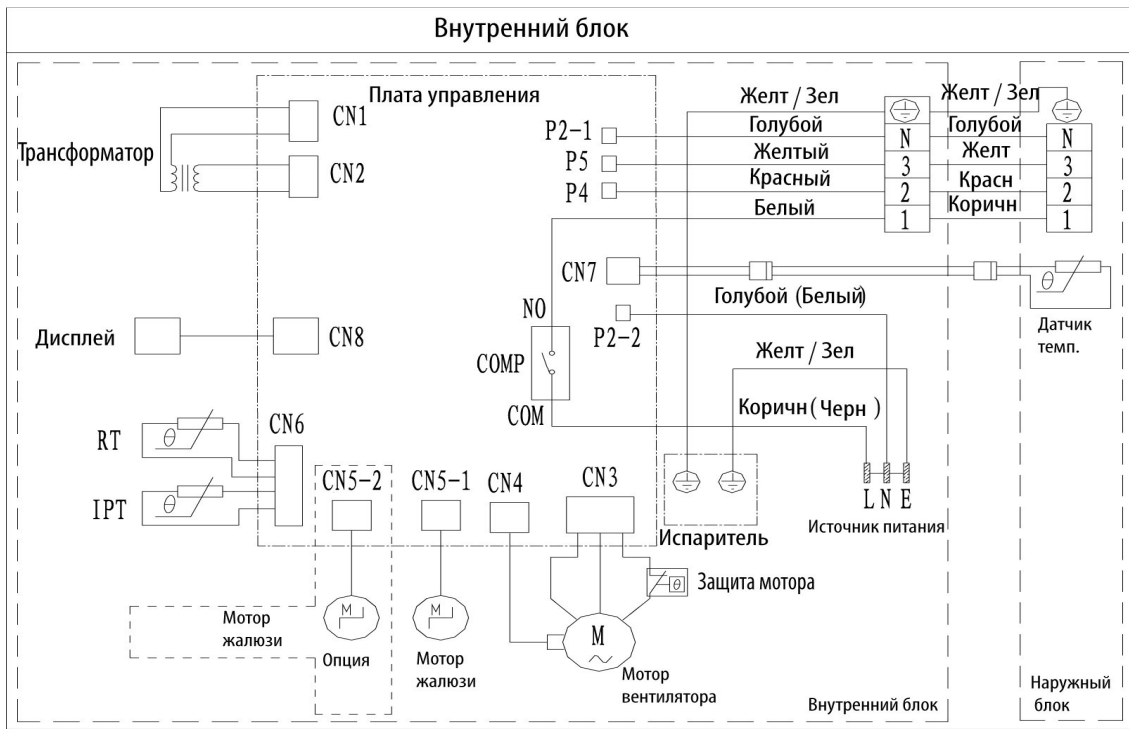 Внутренний блок
Плата управления
Трансформатор
CN1
CN2
P2-1
P5
P4
Желт / Зел
Голубой
Желтый
Красный
Белый
N
3
2
1
Желт / Зел
Голубой
Желт
Красн
Коричн
N
3
2
1
CN7
Голубой (Белый)
θ
Датчик
темп.
NO
COMP
COM
P2-2
Желт / Зел
Коричн ( Черн )
Дисплей
CN8
RT
θ
IPT
θ
CN6
CN5-2
CN5-1
CN4
CN3
Испаритель
L N E
Источник питания
θ
Защита мотора
Мотор
жалюзи
M
Опция
M
Мотор
жалюзи
M
Мотор
вентилятора
Внутренний блок
Наружный
блок